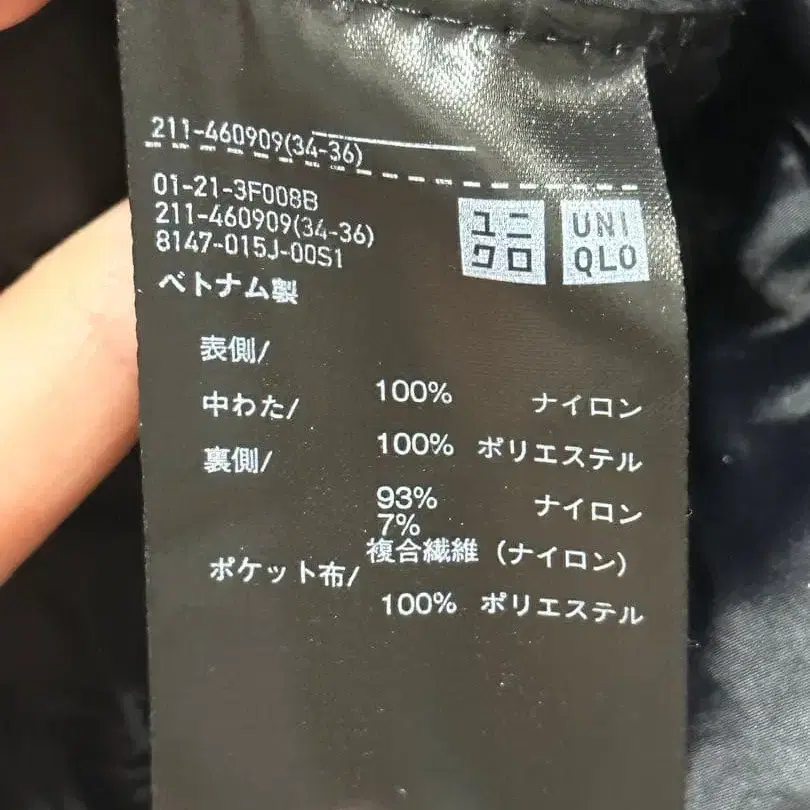 211-460909(34-36)
01-21-3F008B
211-460909(34-36)
8147-015J-00S1
ユニ
クロ
UNI
QLO
ベトナム製
表側/
100% ナイロン
中わた/
100% ポリエステル
裏側/
93% ナイロン
7%
複合繊維（ナイロン）
ポケット布/
100% ポリエステル